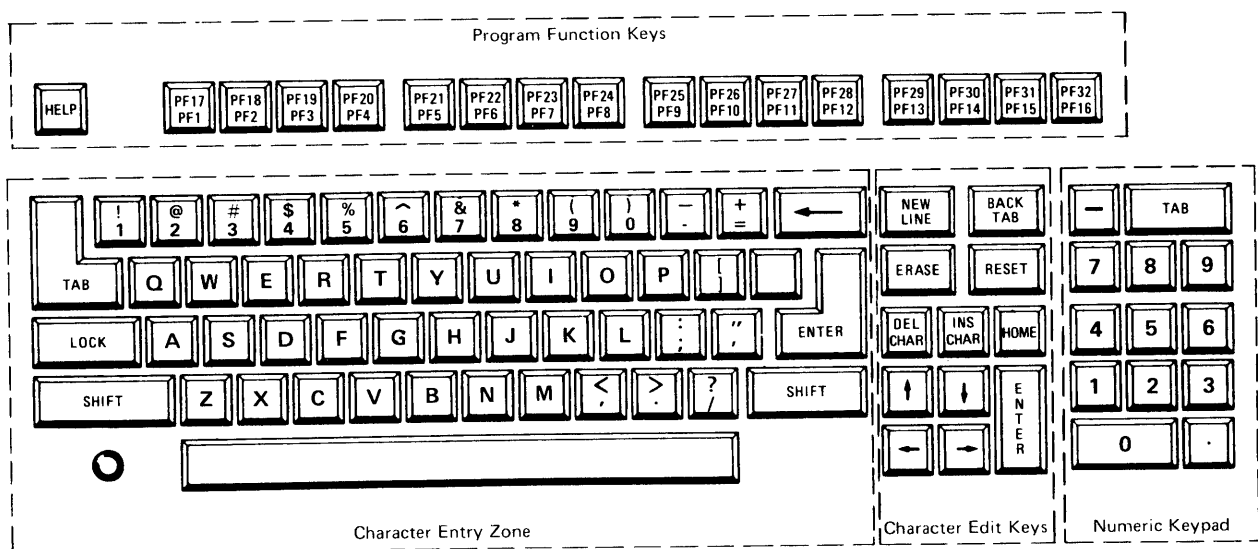 Program Function Keys
HELP PF17 PF18 PF19 PF20 PF21 PF22 PF23 PF24 PF25 PF26 PF27 PF28 PF29 PF30 PF31 PF32
PF1 PF2 PF3 PF4 PF5 PF6 PF7 PF8 PF9 PF10 PF11 PF12 PF13 PF14 PF15 PF16
! @ # $ % ^ & * ( ) — +
1 2 3 4 5 6 7 8 9 0 - = ←
TAB Q W E R T Y U I O P [ ]
LOCK A S D F G H J K L : ; " ' ENTER
SHIFT Z X C V B N M < , > . ? / SHIFT
Character Entry Zone
NEW LINE BACK TAB
ERASE RESET
DEL CHAR INS CHAR HOME
↑ ↓ ENTER
← →
Character Edit Keys
— TAB
7 8 9
4 5 6
1 2 3
0 .
Numeric Keypad